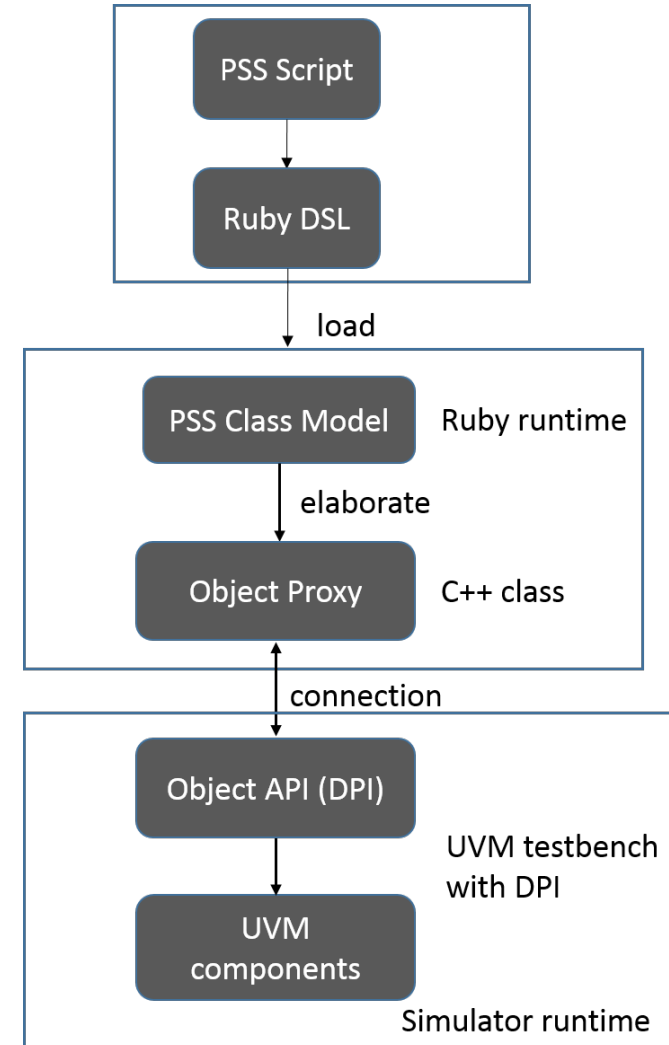 PSS Script
Ruby DSL
load
PSS Class Model
Ruby runtime
elaborate
Object Proxy
C++ class
connection
Object API (DPI)
UVM testbench
with DPI
UVM
components
Simulator runtime